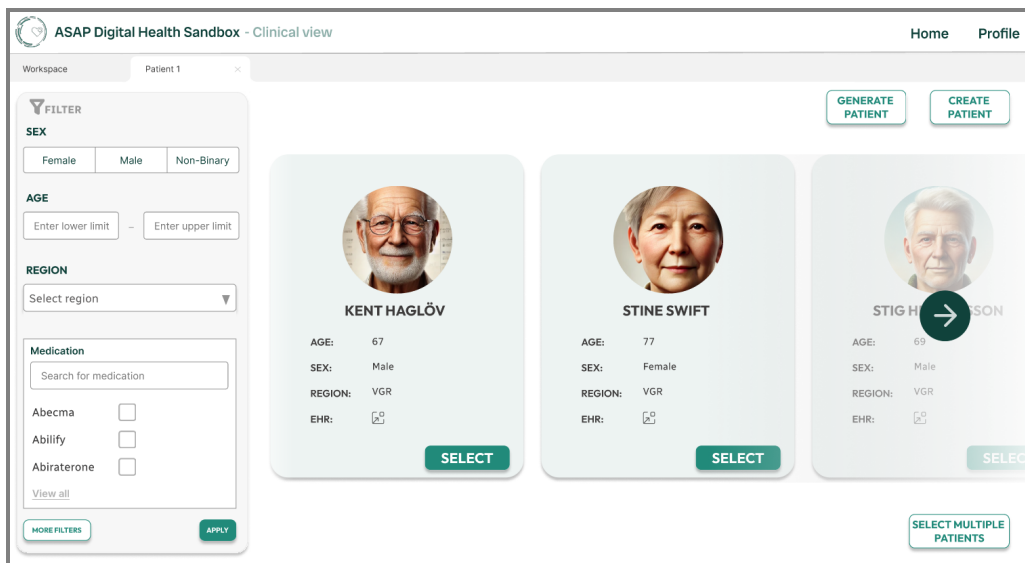 ASAP Digital Health Sandbox - Clinical view
Home
Profile
Workspace
Patient 1
FILTER
SEX
Female
Male
Non-Binary
AGE
Enter lower limit
–
Enter upper limit
REGION
Select region
Medication
Search for medication
Abecma
Abilify
Abiraterone
View all
MORE FILTERS
APPLY
GENERATE
PATIENT
CREATE
PATIENT
KENT HAGLÖV
AGE: 67
SEX: Male
REGION: VGR
EHR:
SELECT
STINE SWIFT
AGE: 77
SEX: Female
REGION: VGR
EHR:
SELECT
STIG
AGE: 69
SEX: Male
REGION: VGR
EHR:
SELEC
SELECT MULTIPLE
PATIENTS